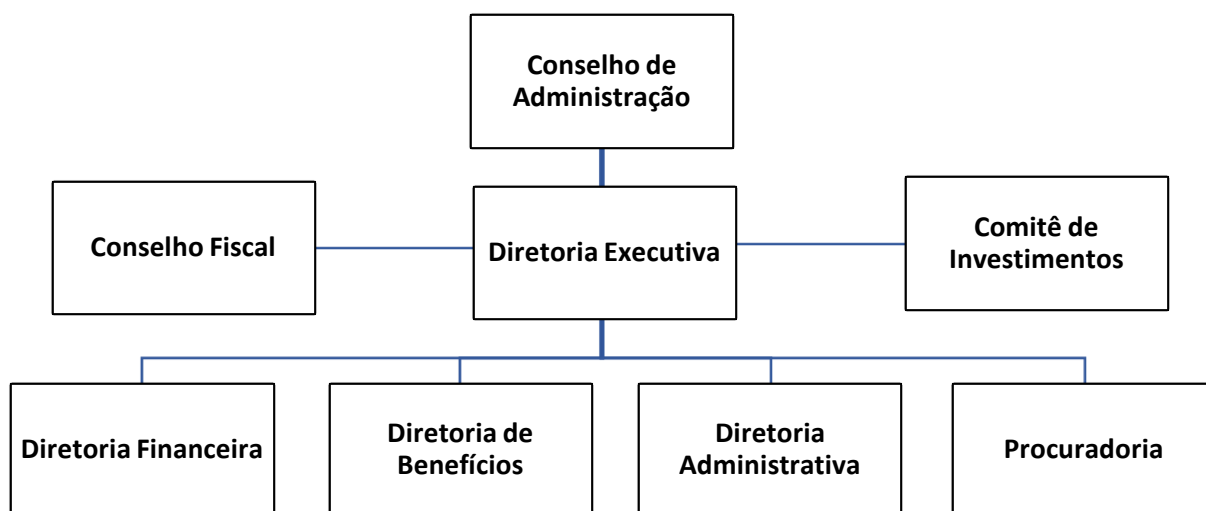 Conselho de
Administração
Conselho Fiscal
Diretoria Executiva
Comitê de
Investimentos
Diretoria Financeira
Diretoria de
Benefícios
Diretoria
Administrativa
Procuradoria